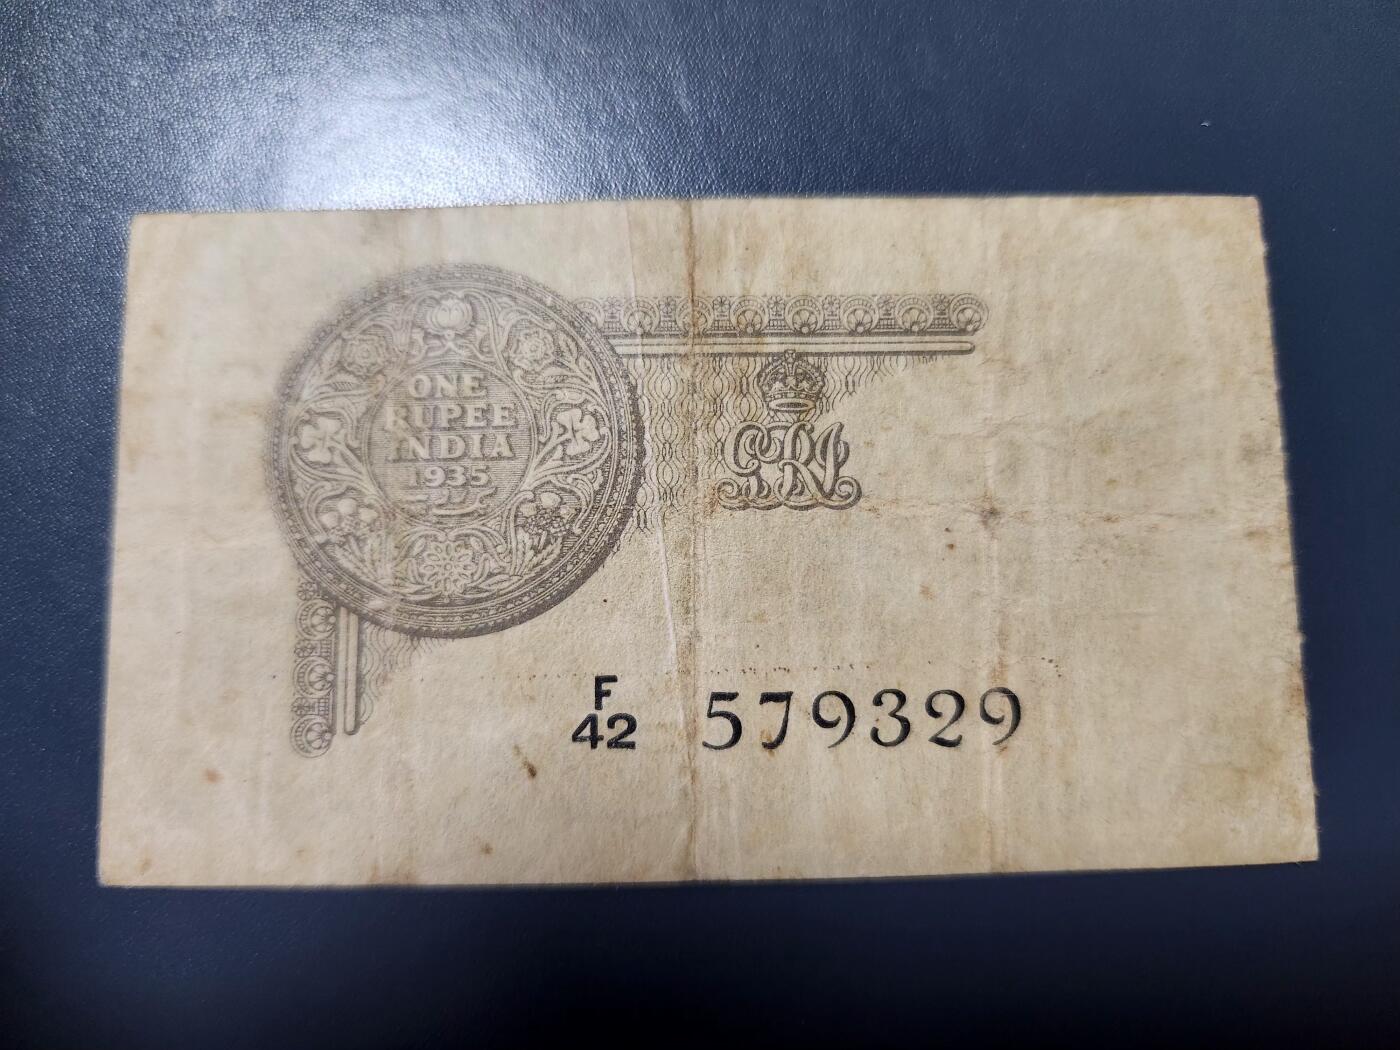 ONE
RUPEE
INDIA
1935
GRI
F
42 579329